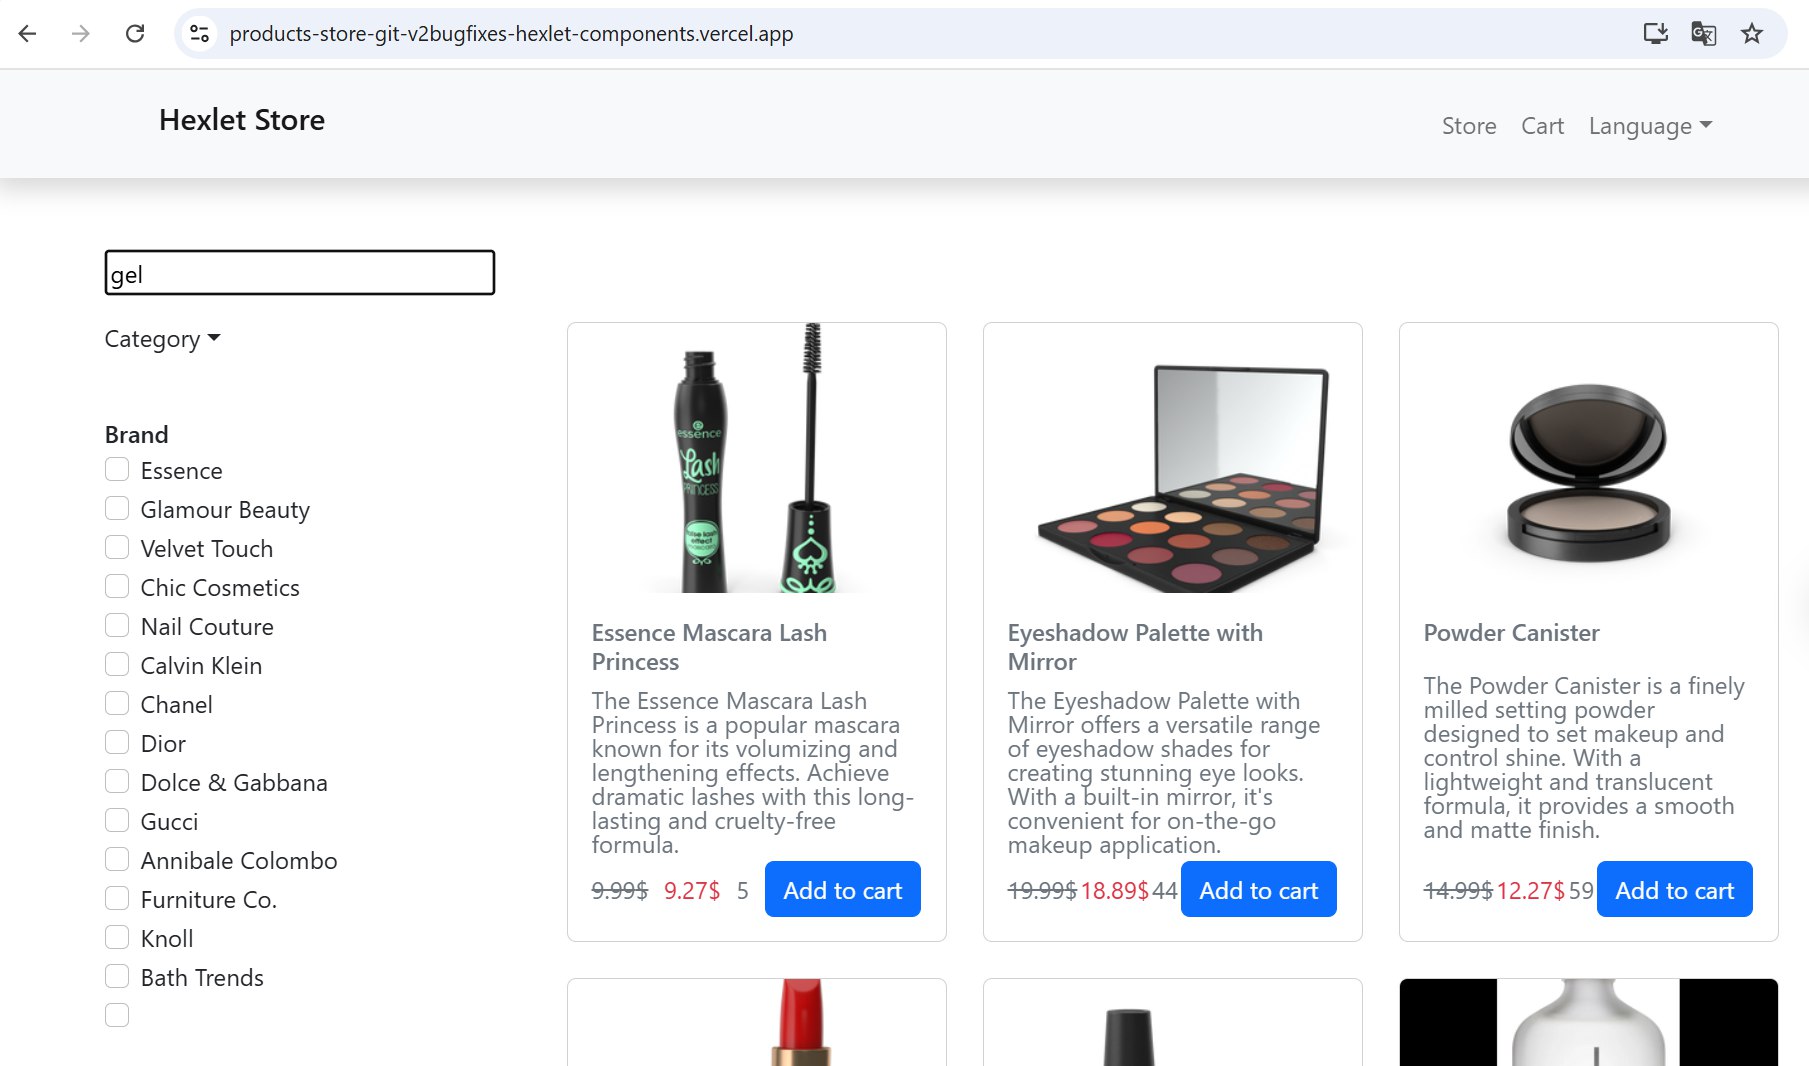 products-store-git-v2bugfixes-hexlet-components.vercel.app
Hexlet Store
Store Cart Language
gel
Category
Brand
Essence
Glamour Beauty
Velvet Touch
Chic Cosmetics
Nail Couture
Calvin Klein
Chanel
Dior
Dolce & Gabbana
Gucci
Annibale Colombo
Furniture Co.
Knoll
Bath Trends
essence
Lash
PRINCESS
false lash
effect
Essence Mascara Lash
Princess
The Essence Mascara Lash
Princess is a popular mascara
known for its volumizing and
lengthening effects. Achieve
dramatic lashes with this long-
lasting and cruelty-free
formula.
9.99$ 9.27$ 5 Add to cart
Eyeshadow Palette with
Mirror
The Eyeshadow Palette with
Mirror offers a versatile range
of eyeshadow shades for
creating stunning eye looks.
With a built-in mirror, it's
convenient for on-the-go
makeup application.
19.99$ 18.89$ 44 Add to cart
Powder Canister
The Powder Canister is a finely
milled setting powder
designed to set makeup and
control shine. With a
lightweight and translucent
formula, it provides a smooth
and matte finish.
14.99$ 12.27$ 59 Add to cart